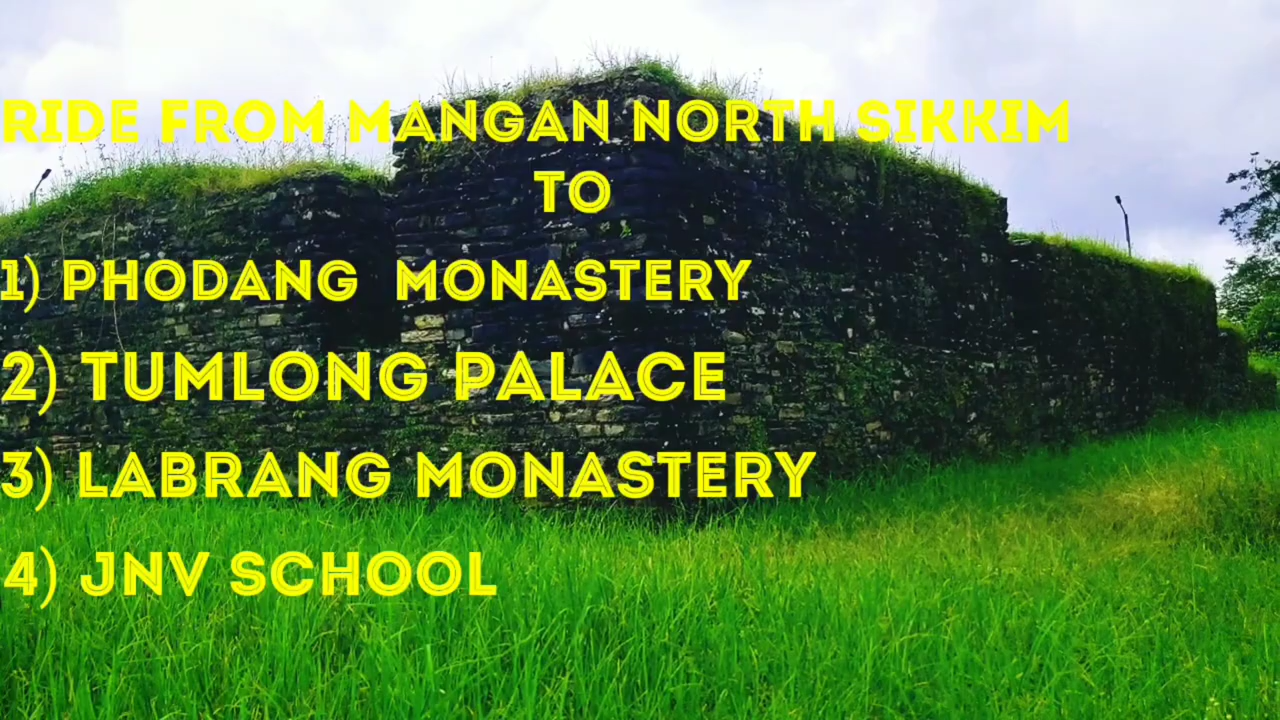 RIDE FROM MANGAN NORTH SIKKIM
TO
1) PHODANG MONASTERY
2) TUMLONG PALACE
3) LABRANG MONASTERY
4) JNV SCHOOL